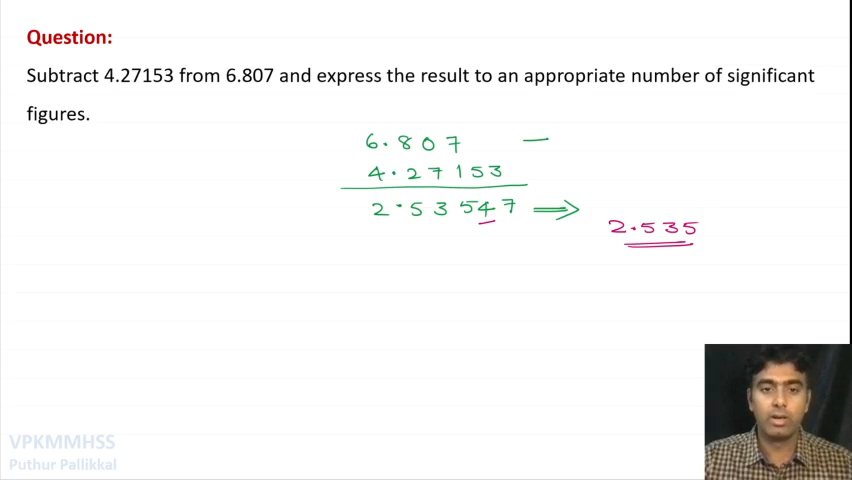 Question:
Subtract 4.27153 from 6.807 and express the result to an appropriate number of significant
figures.
6.807 —
4.27153
2.53547 ⟹
2.535
VPKMMHSS
Puthur Pallikkal